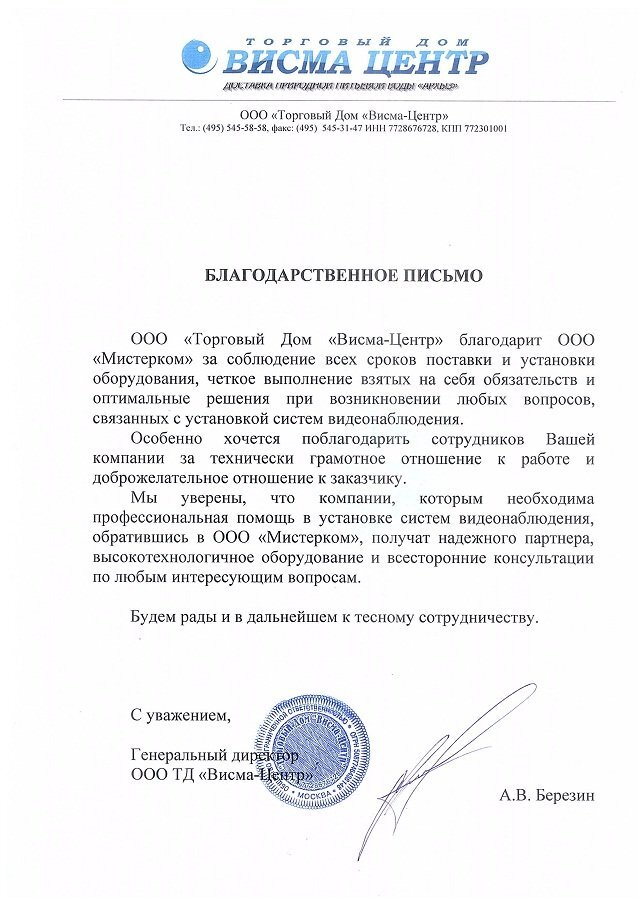 ТОРГОВЫЙ ДОМ
ВИСМА ЦЕНТР
ДОСТАВКА ПРИРОДНОЙ ПИТЬЕВОЙ ВОДЫ «АРХЫЗ»
ООО «Торговый Дом «Висма-Центр»
Тел.: (495) 545-58-58, факс: (495) 545-31-47 ИНН 7728676728, КПП 772301001
БЛАГОДАРСТВЕННОЕ ПИСЬМО
ООО «Торговый Дом «Висма-Центр» благодарит ООО
«Мистерком» за соблюдение всех сроков поставки и установки
оборудования, четкое выполнение взятых на себя обязательств и
оптимальные решения при возникновении любых вопросов,
связанных с установкой систем видеонаблюдения.
Особенно хочется поблагодарить сотрудников Вашей
компании за технически грамотное отношение к работе и
доброжелательное отношение к заказчику.
Мы уверены, что компании, которым необходима
профессиональная помощь в установке систем видеонаблюдения,
обратившись в ООО «Мистерком», получат надежного партнера,
высокотехнологичное оборудование и всесторонние консультации
по любым интересующим вопросам.
Будем рады и в дальнейшем к тесному сотрудничеству.
С уважением,
Генеральный директор
ООО ТД «Висма-Центр»
А.В. Березин
ОТВЕТСТВЕННОСТЬЮ
Торговый Дом Висма-Центр
МОСКВА